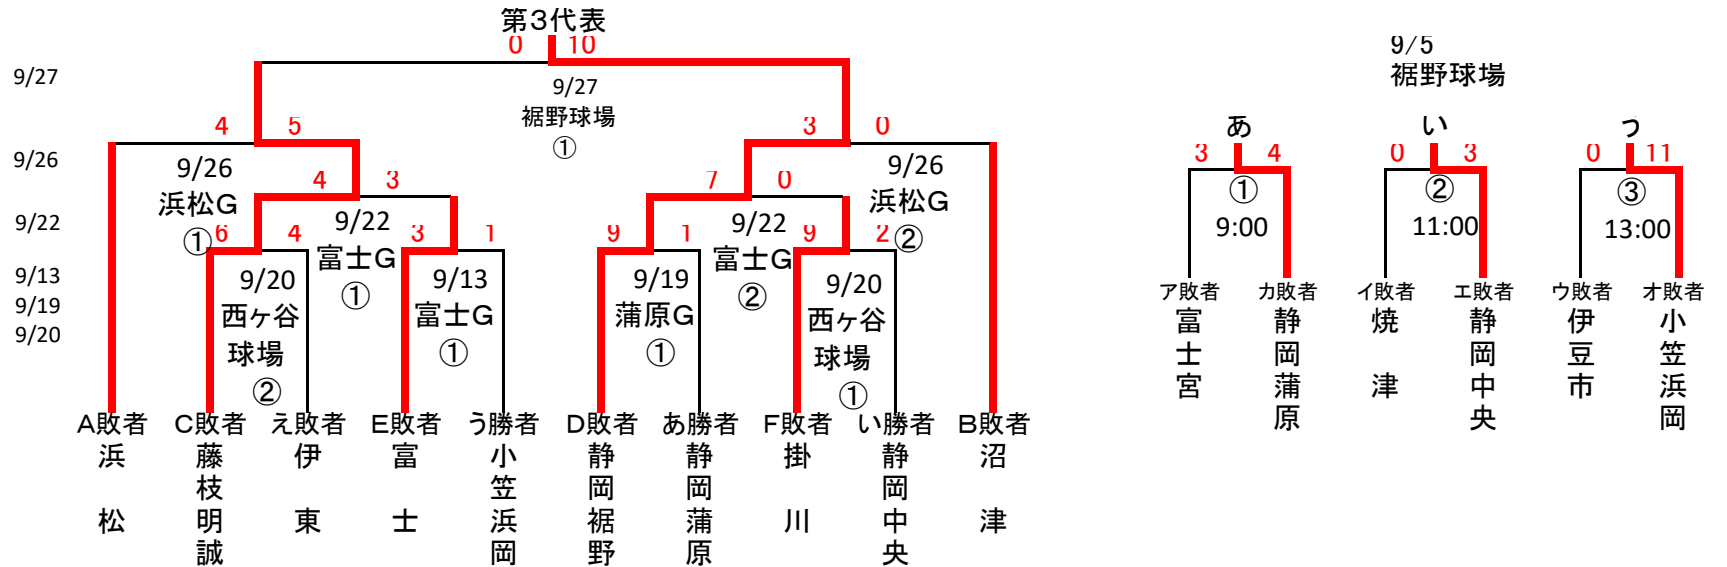 第3代表
0 10
9/27
9/27
裾野球場
①
4 5
3 0
9/26
9/26
浜松G
①
9/26
浜松G
②
4 3
7 0
9/22
9/22
富士G
①
9/22
富士G
②
6 4
3 1
9 1
9 2
9/13
9/19
9/20
9/20
西ヶ谷
球場
②
9/13
富士G
①
9/19
蒲原G
①
9/20
西ヶ谷
球場
①
A敗者 C敗者 え敗者 E敗者 う勝者 D敗者 あ勝者 F敗者 い勝者 B敗者
浜松
藤枝明誠
伊東
富士
小笠浜岡
静岡裾野
静岡蒲原
掛川
静岡中央
沼津
9/5
裾野球場
あ
3 4
①
9:00
い
0 3
②
11:00
う
0 11
③
13:00
ア敗者 カ敗者 イ敗者 エ敗者 ウ敗者 オ敗者
富士宮
静岡蒲原
焼津
静岡中央
伊豆市
小笠浜岡